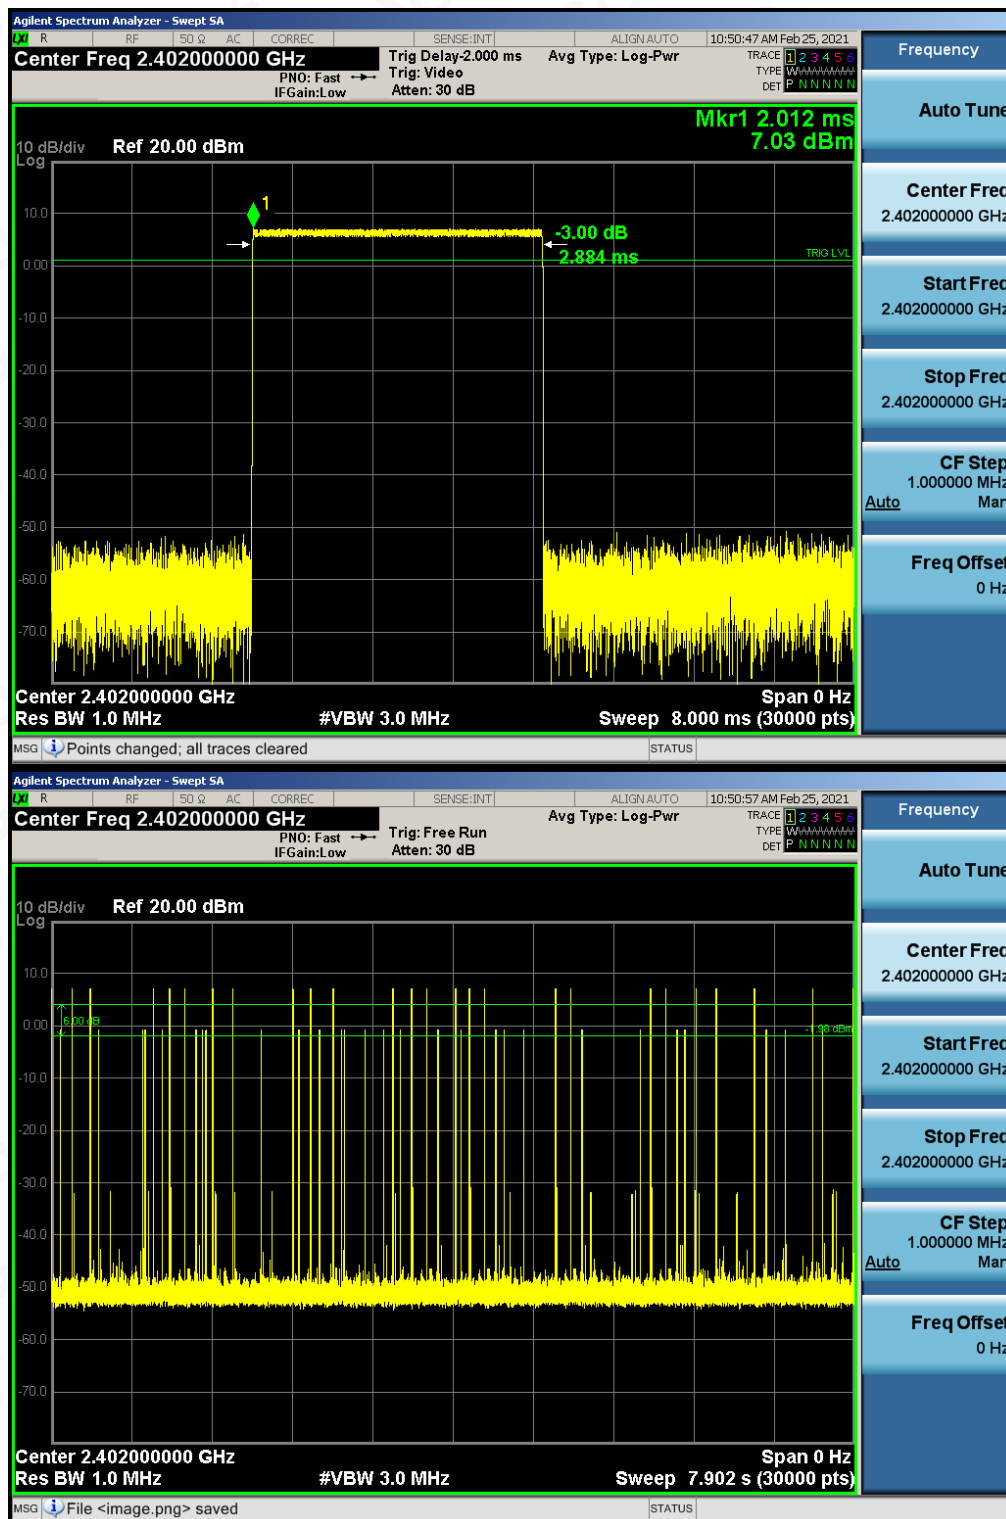 Agilent Spectrum Analyzer - Swept SA
LXI R RF 50 Ω AC CORREC SENSE:INT ALIGN AUTO 10:50:47 AM Feb 25, 2021
Center Freq 2.402000000 GHz
PNO: Fast
IFGain:Low
Trig Delay-2.000 ms
Trig: Video
Atten: 30 dB
Avg Type: Log-Pwr
TRACE 1 2 3 4 5 6
TYPE
DET P N N N N N
Mkr1 2.012 ms
7.03 dBm
10 dB/div
Log
Ref 20.00 dBm
10.0
0.00
-10.0
-20.0
-30.0
-40.0
-50.0
-60.0
-70.0
1
-3.00 dB
2.884 ms
TRIG LVL
Center 2.402000000 GHz
Span 0 Hz
Res BW 1.0 MHz
#VBW 3.0 MHz
Sweep 8.000 ms (30000 pts)
MSG Points changed; all traces cleared
STATUS
Frequency
Auto Tune
Center Freq
2.402000000 GHz
Start Freq
2.402000000 GHz
Stop Freq
2.402000000 GHz
CF Step
1.000000 MHz
Auto Man
Freq Offset
0 Hz
Agilent Spectrum Analyzer - Swept SA
LXI R RF 50 Ω AC CORREC SENSE:INT ALIGN AUTO 10:50:57 AM Feb 25, 2021
Center Freq 2.402000000 GHz
PNO: Fast
IFGain:Low
Trig: Free Run
Atten: 30 dB
Avg Type: Log-Pwr
TRACE 1 2 3 4 5 6
TYPE
DET P N N N N N
10 dB/div
Log
Ref 20.00 dBm
10.0
0.00
-10.0
-20.0
-30.0
-40.0
-50.0
-60.0
-70.0
6.00 dB
-1.98 dBm
Center 2.402000000 GHz
Span 0 Hz
Res BW 1.0 MHz
#VBW 3.0 MHz
Sweep 7.902 s (30000 pts)
MSG File <image.png> saved
STATUS
Frequency
Auto Tune
Center Freq
2.402000000 GHz
Start Freq
2.402000000 GHz
Stop Freq
2.402000000 GHz
CF Step
1.000000 MHz
Auto Man
Freq Offset
0 Hz